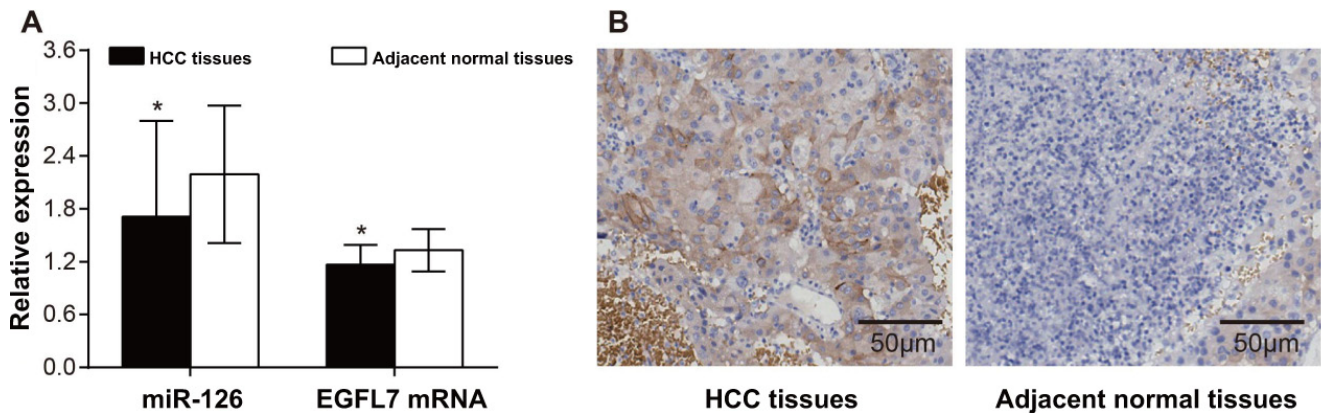 A
B
HCC tissues
Adjacent normal tissues
Relative expression
3.6
3.0
2.4
1.8
1.2
0.6
0.0
*
*
miR-126
EGFL7 mRNA
50μm
50μm
HCC tissues
Adjacent normal tissues